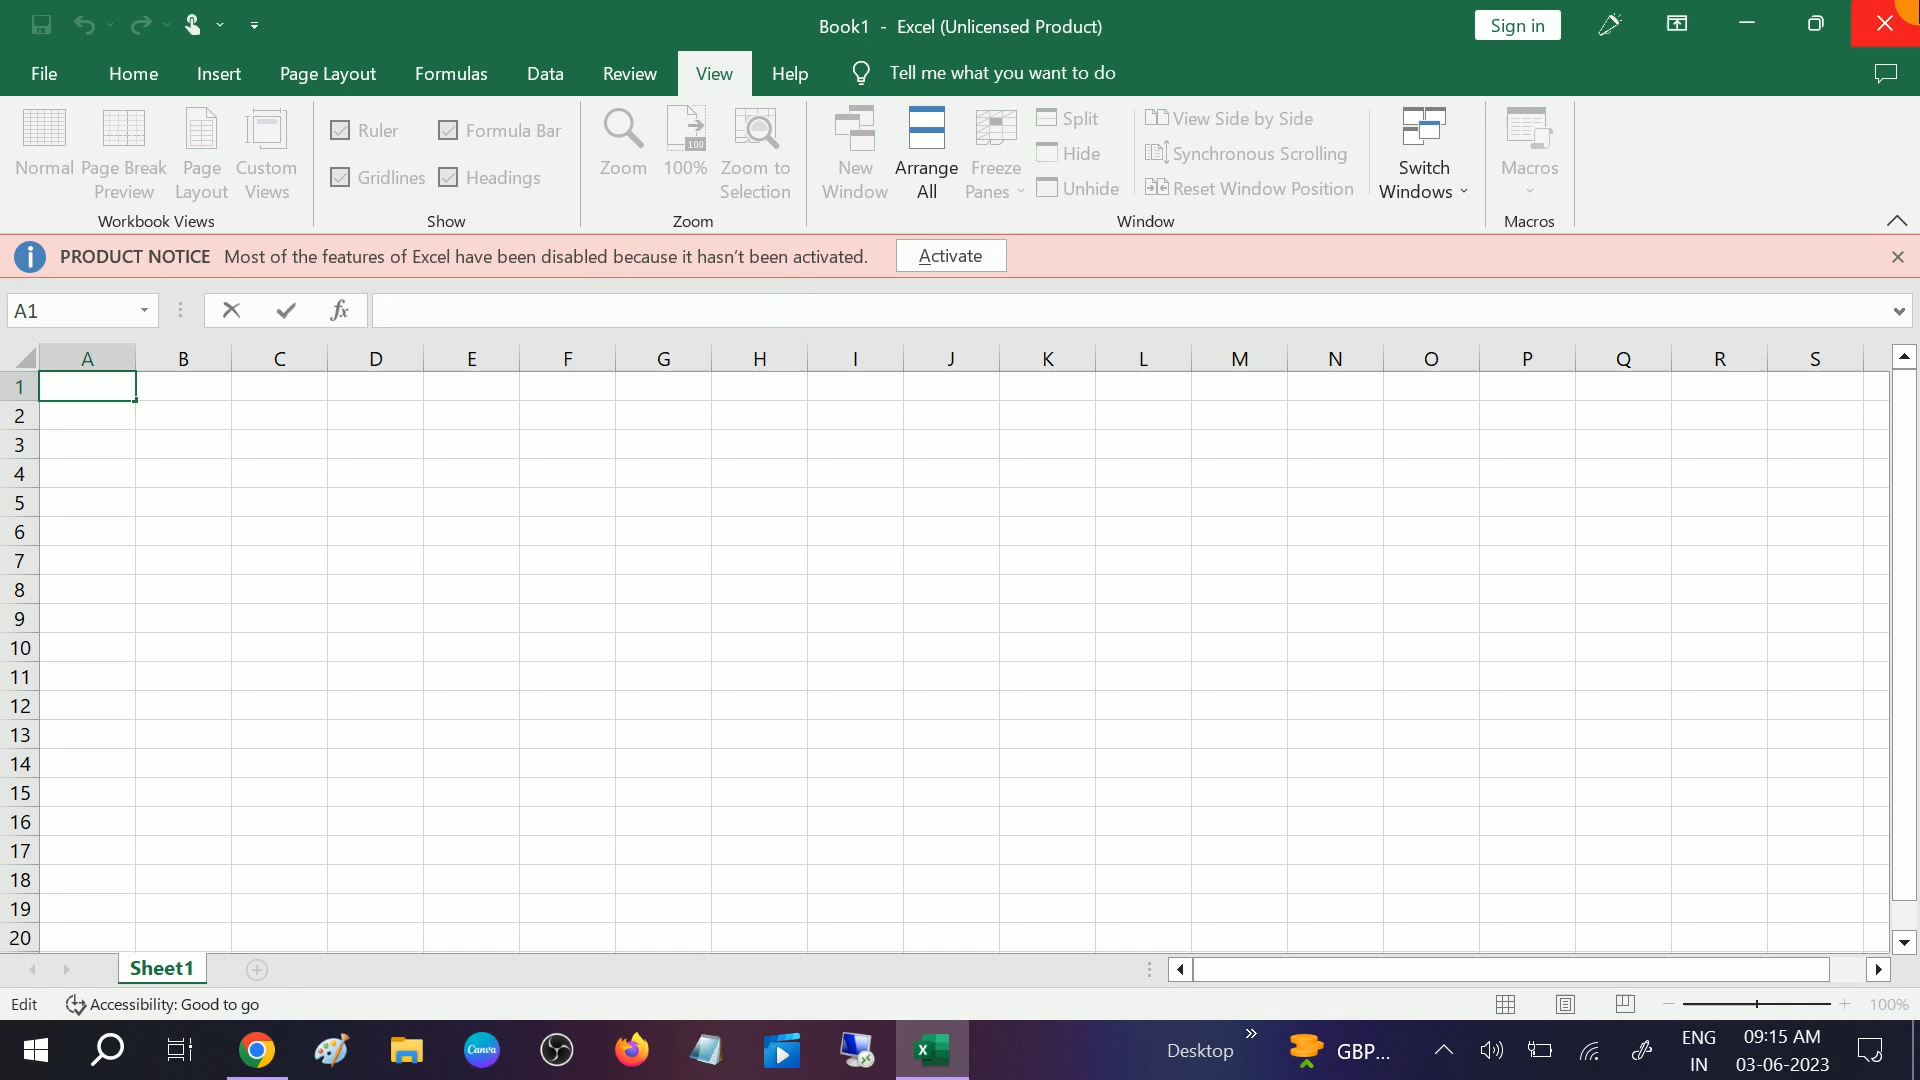 Book1 - Excel (Unlicensed Product)
Sign in
File Home Insert Page Layout Formulas Data Review View Help Tell me what you want to do
Normal
Page Break Preview
Page Layout
Custom Views
Workbook Views
Ruler
Formula Bar
Gridlines
Headings
Show
Zoom
100
100%
Zoom to Selection
Zoom
New Window
Arrange All
Freeze Panes
Split
Hide
Unhide
View Side by Side
Synchronous Scrolling
Reset Window Position
Switch Windows
Window
Macros
Macros
PRODUCT NOTICE Most of the features of Excel have been disabled because it hasn't been activated. Activate
A1 fx
A B C D E F G H I J K L M N O P Q R S
1
2
3
4
5
6
7
8
9
10
11
12
13
14
15
16
17
18
19
20
Sheet1
Edit Accessibility: Good to go 100%
Canva
Desktop
GBP...
ENG
IN
09:15 AM
03-06-2023